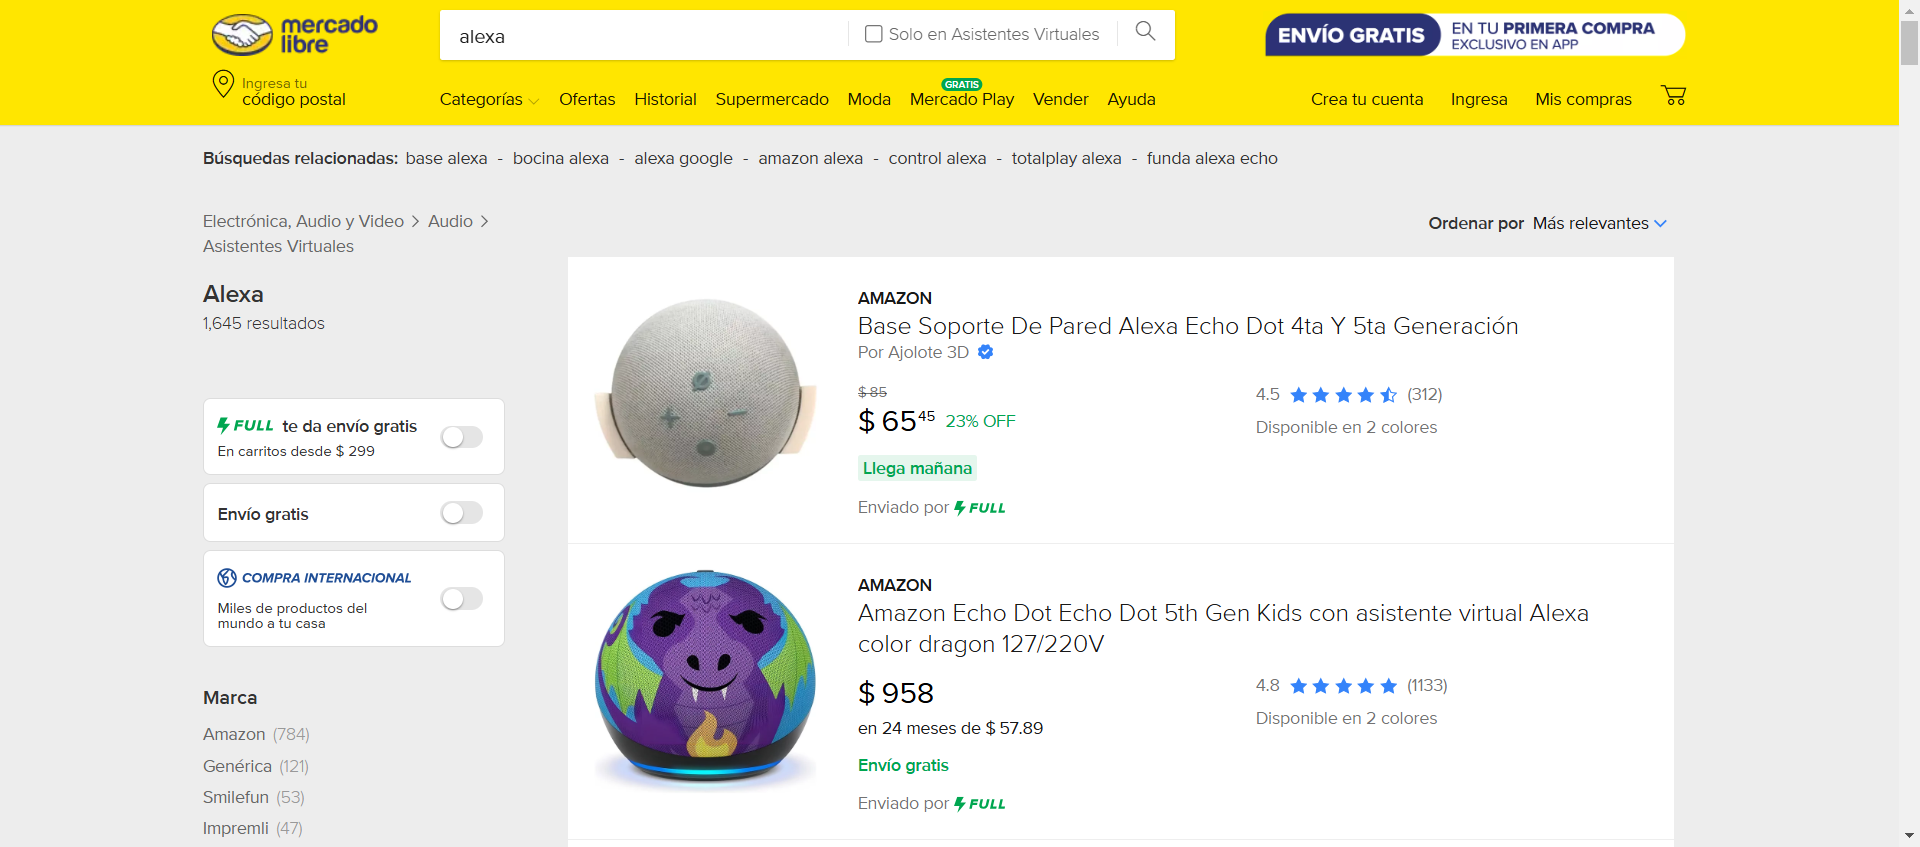 mercado
libre
alexa
Solo en Asistentes Virtuales
ENVÍO GRATIS
EN TU PRIMERA COMPRA
EXCLUSIVO EN APP
Ingresa tu
código postal
Categorías
Ofertas
Historial
Supermercado
Moda
GRATIS
Mercado Play
Vender
Ayuda
Crea tu cuenta
Ingresa
Mis compras
Búsquedas relacionadas: base alexa - bocina alexa - alexa google - amazon alexa - control alexa - totalplay alexa - funda alexa echo
Electrónica, Audio y Video > Audio >
Asistentes Virtuales
Ordenar por Más relevantes
Alexa
1,645 resultados
FULL te da envío gratis
En carritos desde $ 299
Envío gratis
COMPRA INTERNACIONAL
Miles de productos del
mundo a tu casa
Marca
Amazon (784)
Genérica (121)
Smilefun (53)
Impremli (47)
AMAZON
Base Soporte De Pared Alexa Echo Dot 4ta Y 5ta Generación
Por Ajolote 3D
$ 85
$ 65 45 23% OFF
4.5 (312)
Disponible en 2 colores
Llega mañana
Enviado por FULL
AMAZON
Amazon Echo Dot Echo Dot 5th Gen Kids con asistente virtual Alexa
color dragon 127/220V
$ 958
en 24 meses de $ 57.89
4.8 (1133)
Disponible en 2 colores
Envío gratis
Enviado por FULL